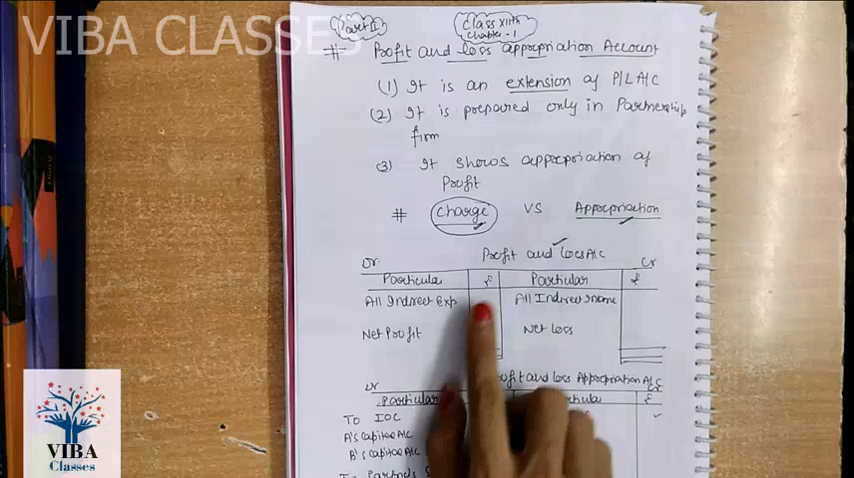 VIBA CLASSES
Part II
Class XIIth
chapter-1
# Profit and loss appropriation Account
(1) It is an extension of P/L A/C
(2) It is prepared only in Partnership
firm
(3) It shows appropriation of
Profit
# Charge VS Appropriation
Profit and Loss A/C
Dr. Cr
Particular ₹ Particular ₹
All Indirect Exp All Indirect Inome
Net Profit Net loss
Profit and loss Appropriation A/C
Dr Cr
Particular ₹
To IOC
A's Capital A/C
B's Capital A/C
VIBA
Classes